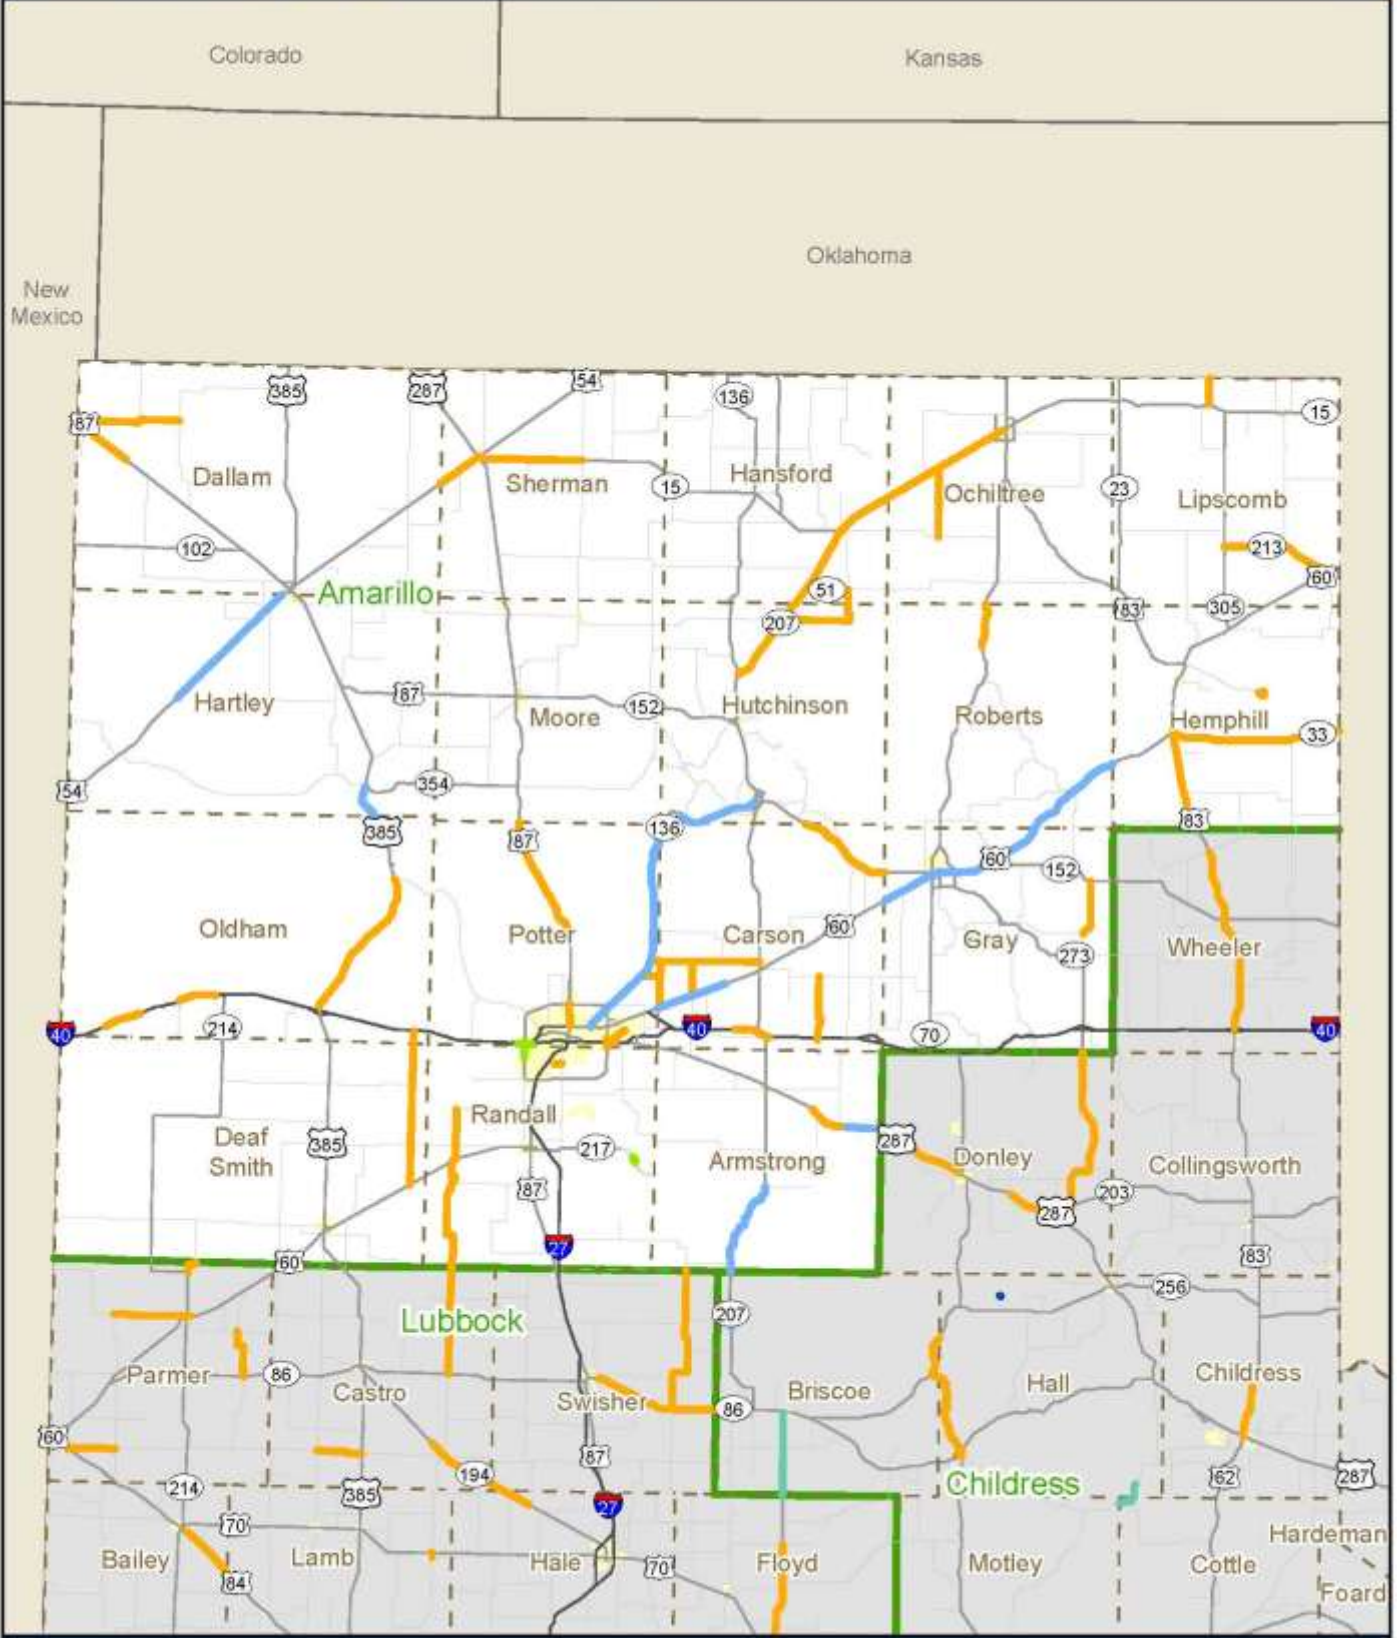 Colorado
Kansas
Oklahoma
New
Mexico
385
287
54
136
15
87
Dallam
Sherman
15
Hansford
Ochiltree
23
Lipscomb
102
213
60
Amarillo
51
207
83
305
Hartley
87
Moore
152
Hutchinson
Roberts
Hemphill
33
54
354
385
87
136
83
60
152
Oldham
Potter
Carson
60
Gray
273
Wheeler
40
214
40
70
40
Deaf
Smith
385
Randall
217
Armstrong
287
Donley
Collingsworth
87
203
287
27
60
83
256
Lubbock
207
Parmer
86
Castro
Swisher
86
Briscoe
Hall
Childress
60
87
214
385
194
27
Childress
62
287
70
Hardeman
Bailey
Lamb
Hale
70
Floyd
Motley
Cottle
84
Foard